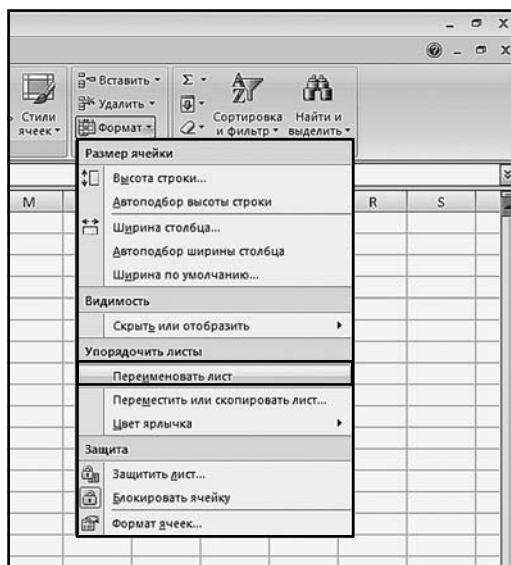 Вставить
Стили ячеек
Удалить
Формат
Σ
Сортировка и фильтр
Найти и выделить
Размер ячейки
Высота строки...
Автоподбор высоты строки
Ширина столбца...
Автоподбор ширины столбца
Ширина по умолчанию...
Видимость
Скрыть или отобразить
Упорядочить листы
Переименовать лист
Переместить или скопировать лист...
Цвет ярлычка
Защита
Защитить лист...
Блокировать ячейку
Формат ячеек...
M
R
S